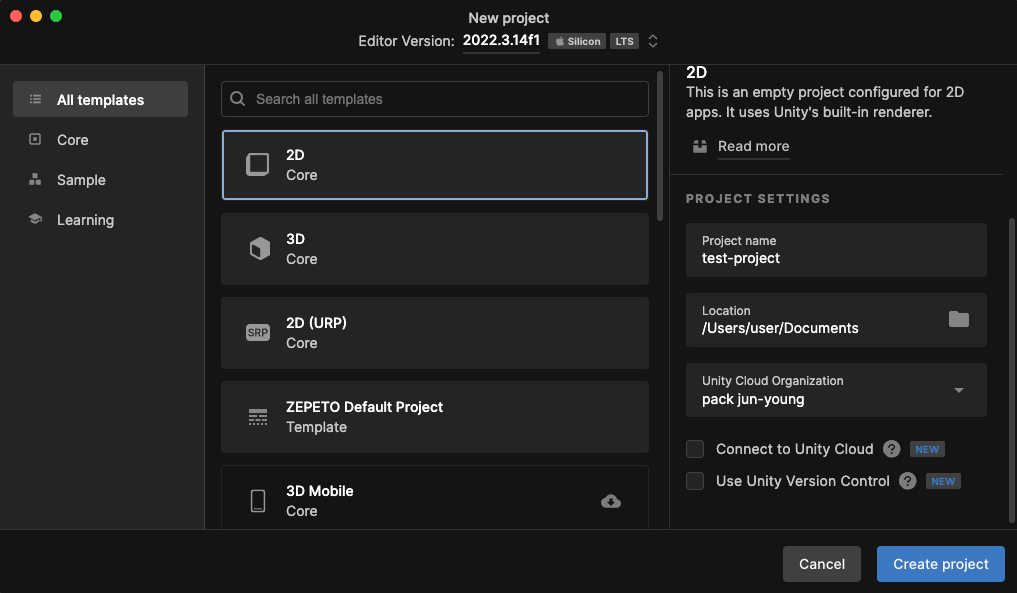 New project
Editor Version: 2022.3.14f1 Silicon LTS
All templates
Core
Sample
Learning
Search all templates
2D
Core
3D
Core
SRP
2D (URP)
Core
ZEPETO Default Project
Template
3D Mobile
Core
2D
This is an empty project configured for 2D
apps. It uses Unity's built-in renderer.
Read more
PROJECT SETTINGS
Project name
test-project
Location
/Users/user/Documents
Unity Cloud Organization
pack jun-young
Connect to Unity Cloud ? NEW
Use Unity Version Control ? NEW
Cancel
Create project